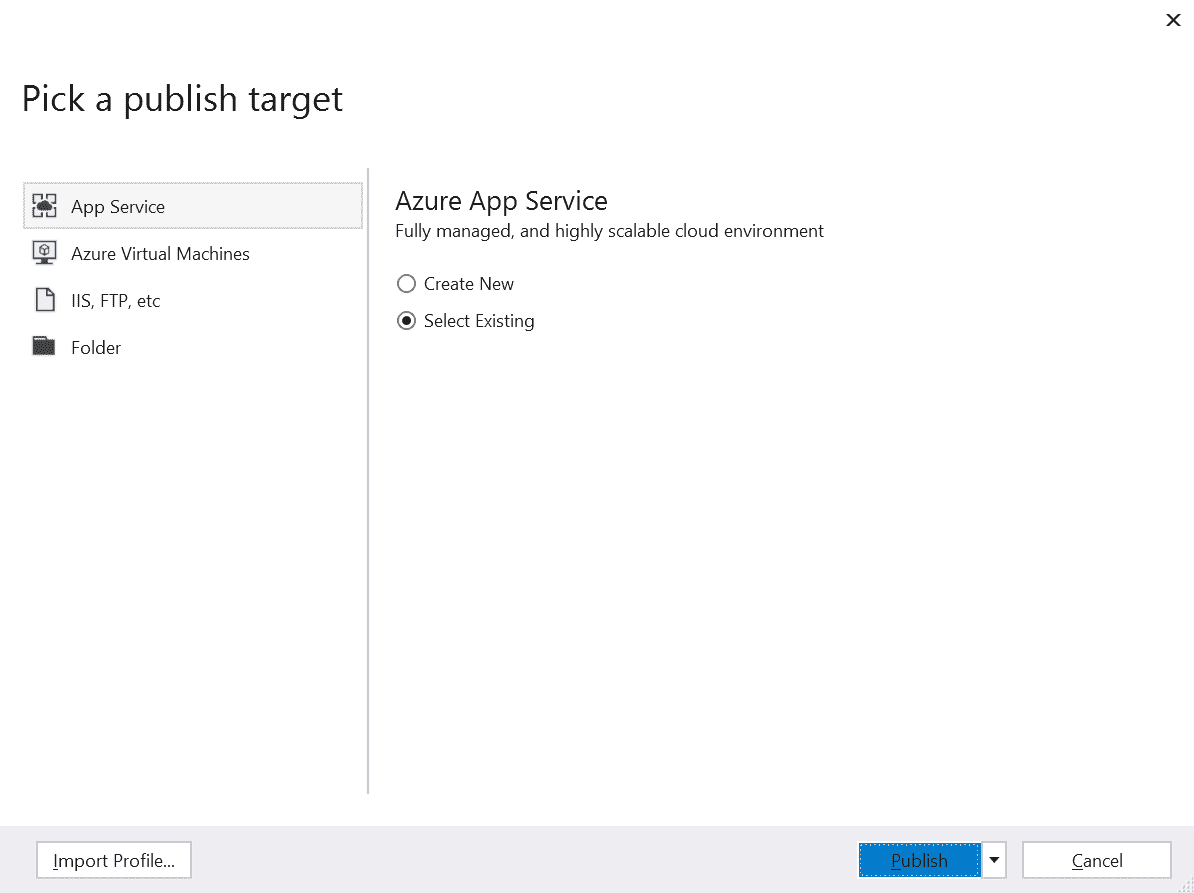 Pick a publish target
App Service
Azure Virtual Machines
IIS, FTP, etc
Folder
Azure App Service
Fully managed, and highly scalable cloud environment
Create New
Select Existing
Import Profile...
Publish
Cancel